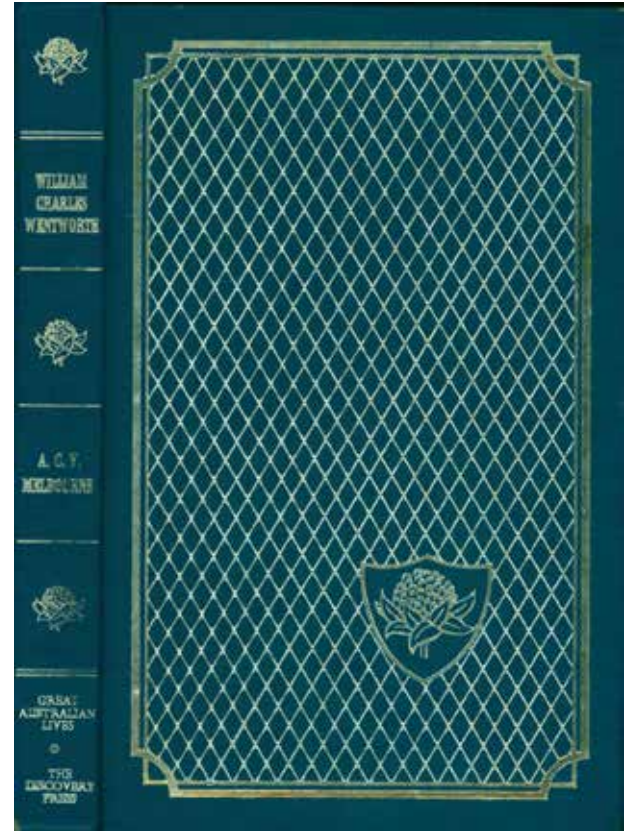 WILLIAM
CHARLES
WENTWORTH
A. C. V.
MELBOURNE
GREAT
AUSTRALIAN
LIVES
THE
DISCOVERY
PRESS